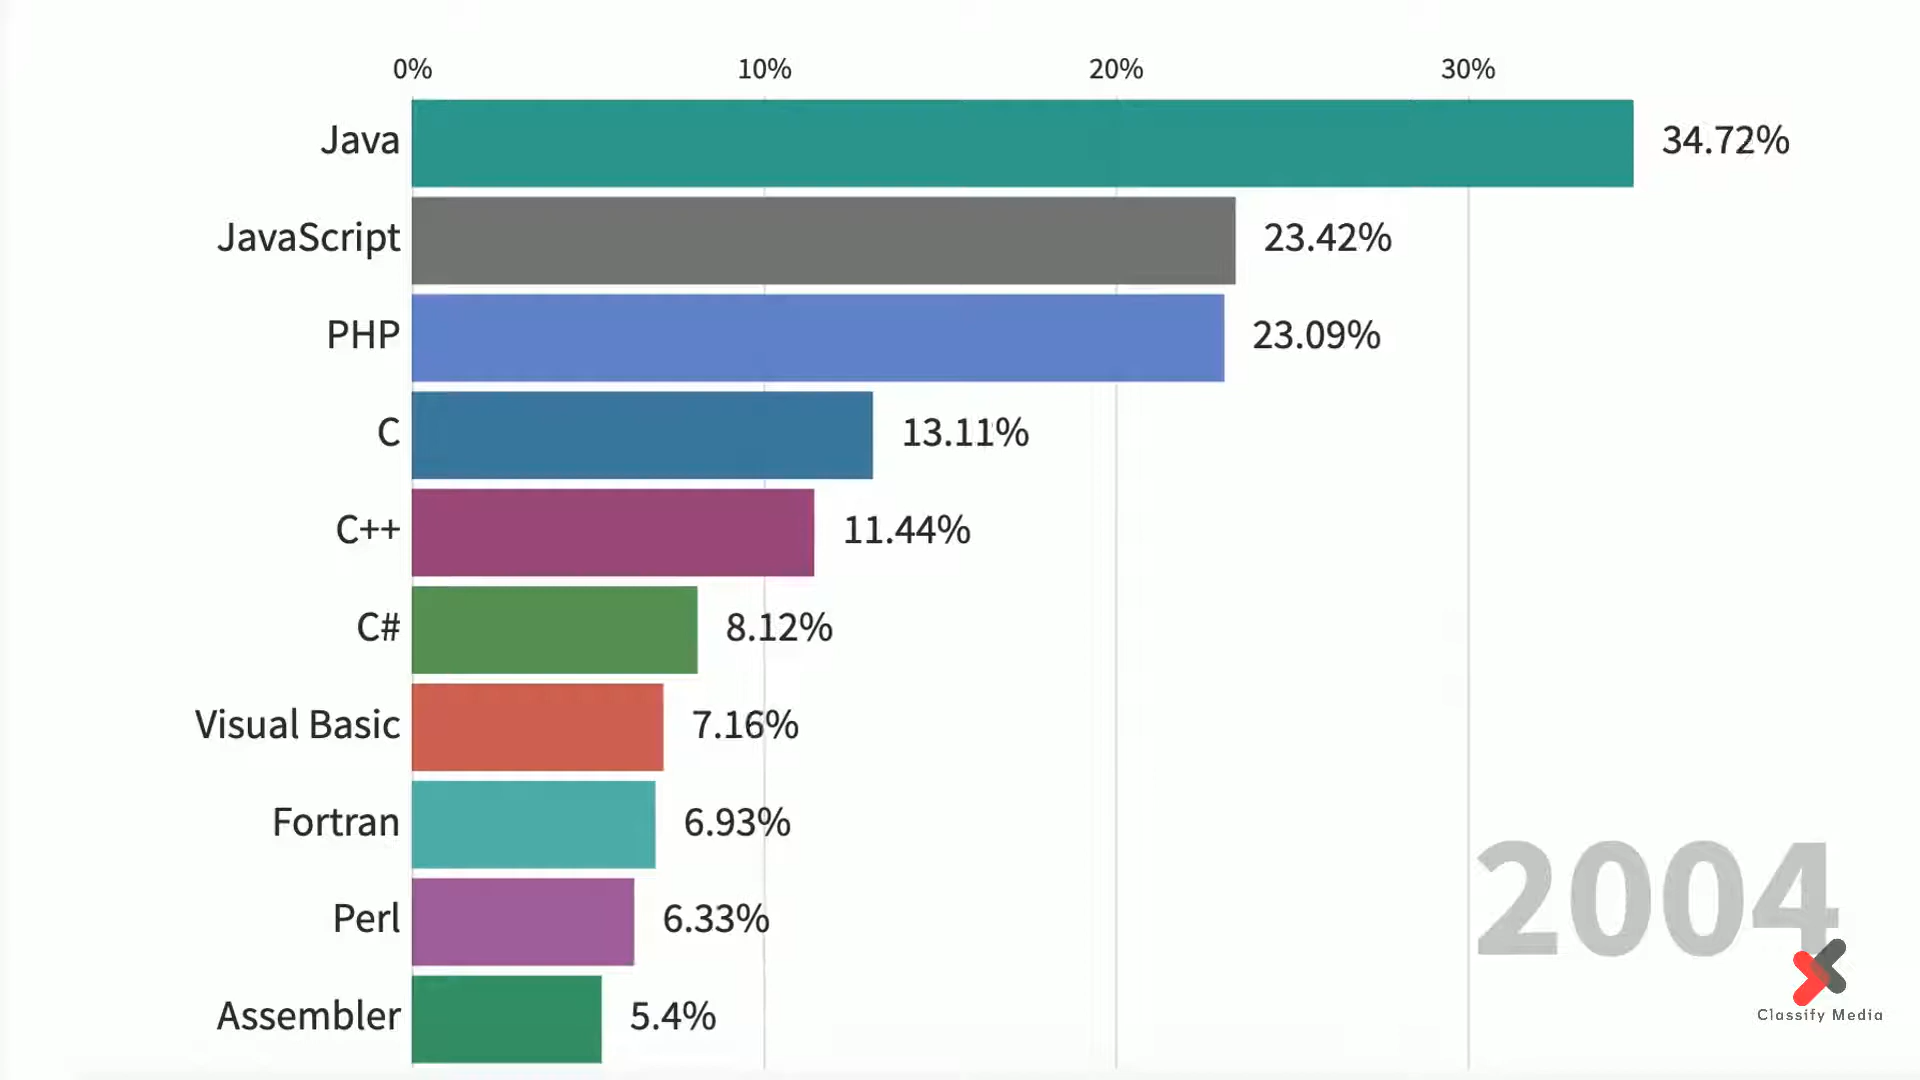 0% 10% 20% 30%
Java 34.72%
JavaScript 23.42%
PHP 23.09%
C 13.11%
C++ 11.44%
C# 8.12%
Visual Basic 7.16%
Fortran 6.93%
Perl 6.33%
Assembler 5.4%
2004
Classify Media